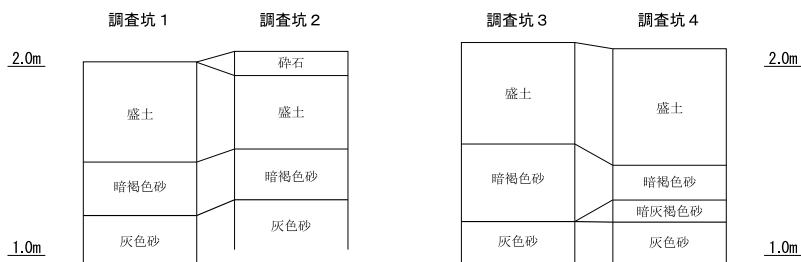 調査坑1
調査坑2
調査坑3
調査坑4
2.0m
2.0m
砕石
盛土
盛土
盛土
暗褐色砂
暗褐色砂
暗褐色砂
暗褐色砂
暗灰褐色砂
灰色砂
灰色砂
灰色砂
灰色砂
1.0m
1.0m